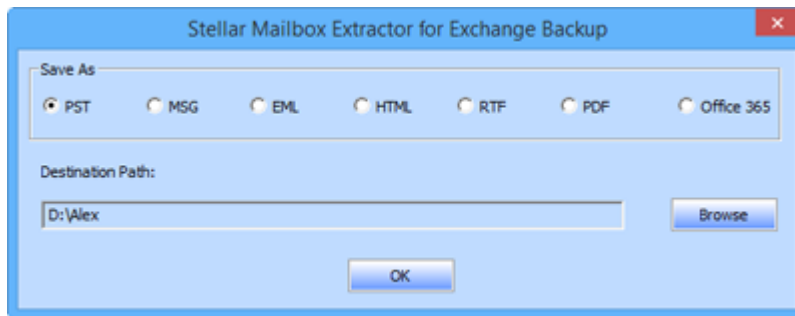 Stellar Mailbox Extractor for Exchange Backup
Save As
PST MSG EML HTML RTF PDF Office 365
Destination Path:
D:\Alex
Browse
OK